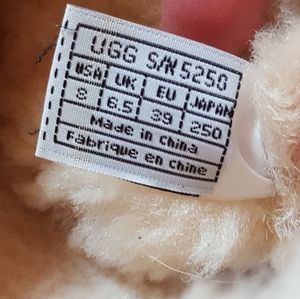 UGG S/N 5250
USA UK EU JAPAN
8 6.5 39 250
Made in china
Fabrique en chine